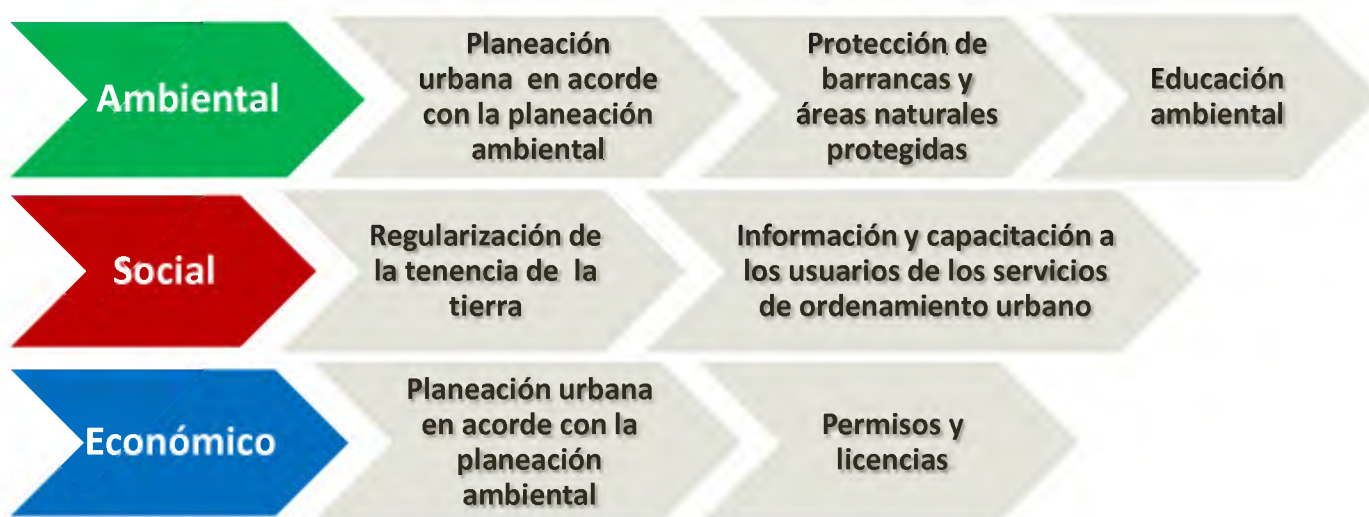 Ambiental
Planeación
urbana en acorde
con la planeación
ambiental
Protección de
barrancas y
áreas naturales
protegidas
Educación
ambiental
Social
Regularización de
la tenencia de la
tierra
Información y capacitación a
los usuarios de los servicios
de ordenamiento urbano
Económico
Planeación urbana
en acorde con la
planeación
ambiental
Permisos y
licencias